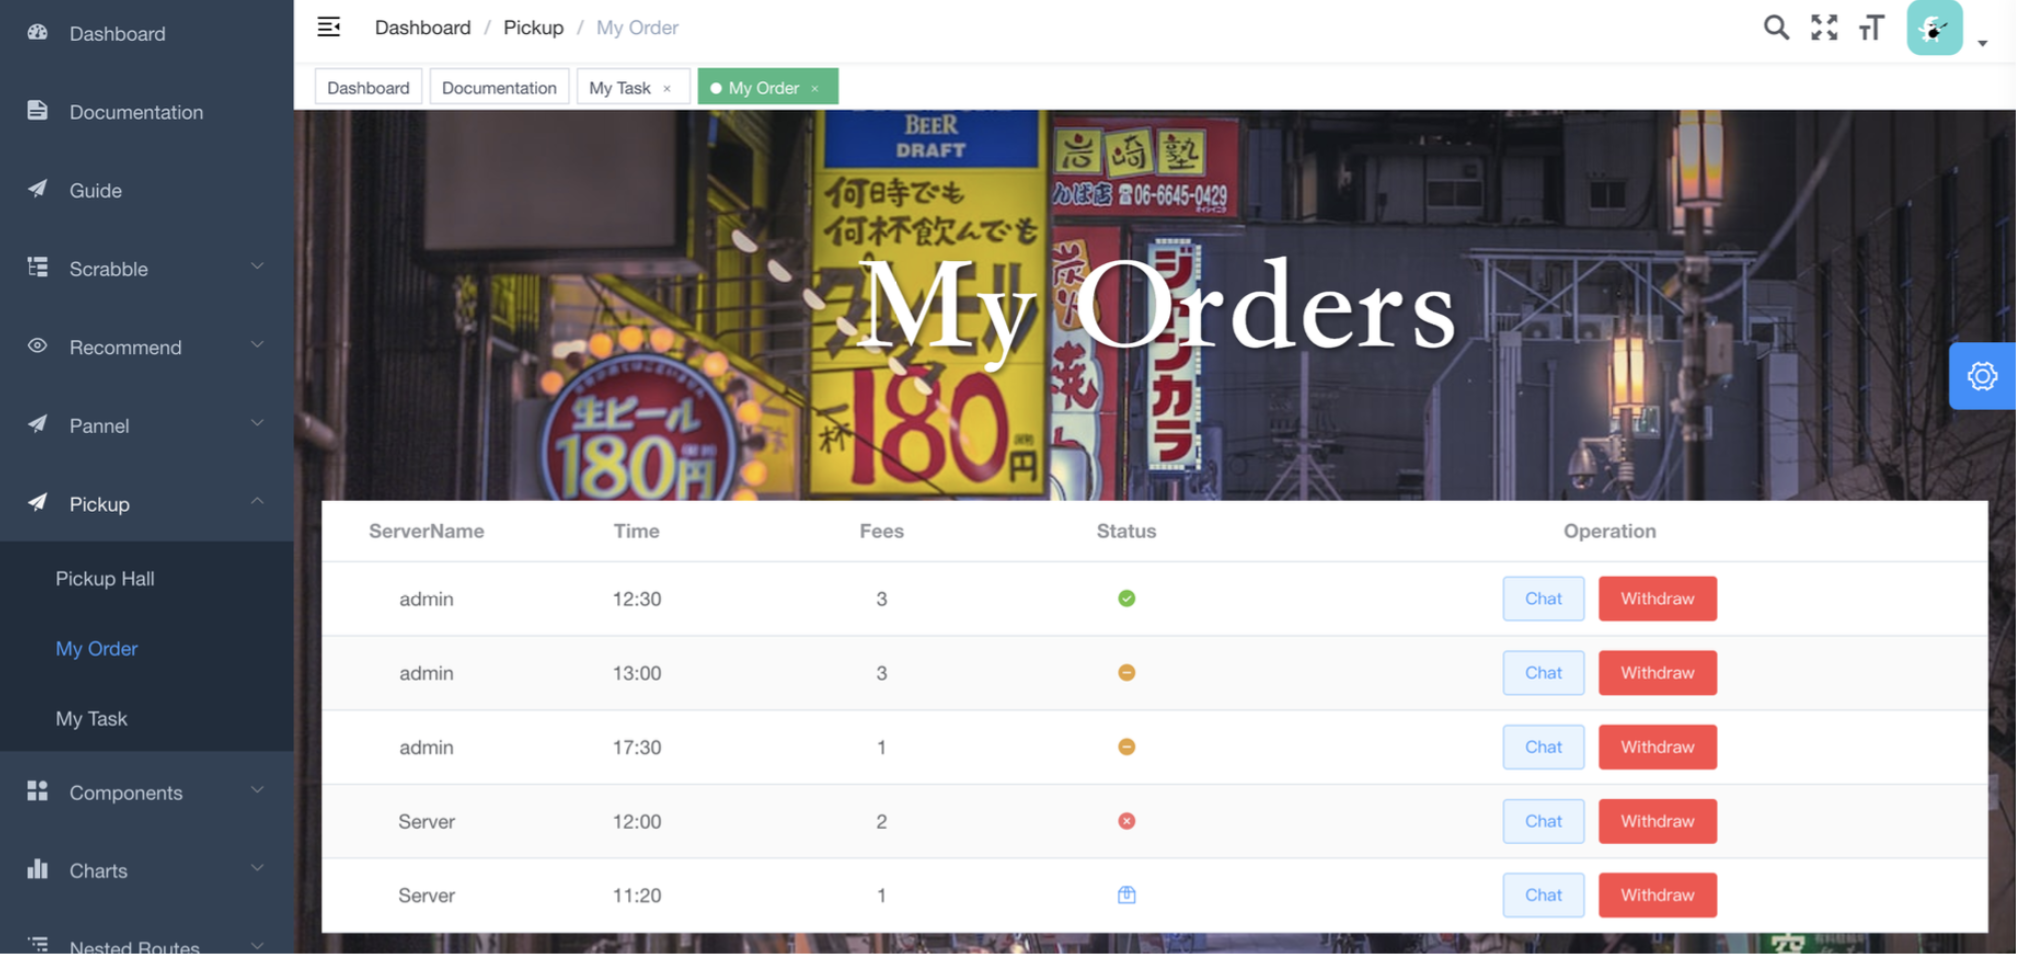 Dashboard
Documentation
Guide
Scrabble
Recommend
Pannel
Pickup
Pickup Hall
My Order
My Task
Components
Charts
Nested Routes
Dashboard / Pickup / My Order
Dashboard
Documentation
My Task ×
My Order ×
BEER
DRAFT
何日時でも
何杯飲んでも
一杯180円
生ビール
180円
岩崎塾
んば店 ☎06-6645-0429
ジャンカラ
My Orders
ServerName Time Fees Status Operation
admin 12:30 3 Chat Withdraw
admin 13:00 3 Chat Withdraw
admin 17:30 1 Chat Withdraw
Server 12:00 2 Chat Withdraw
Server 11:20 1 Chat Withdraw